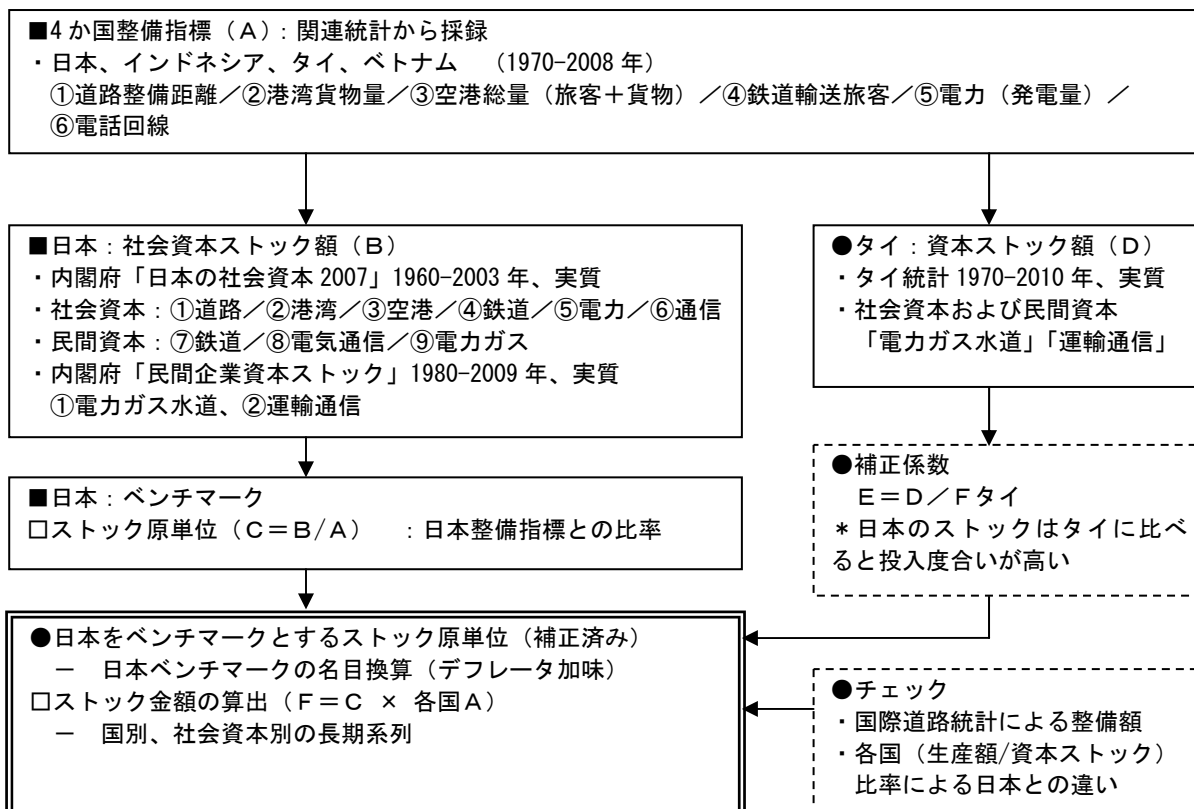 ■4か国整備指標（A）：関連統計から採録
・日本、インドネシア、タイ、ベトナム　（1970-2008年）
①道路整備距離／②港湾貨物量／③空港総量（旅客＋貨物）／④鉄道輸送旅客／⑤電力（発電量）／
⑥電話回線
■日本：社会資本ストック額（B）
・内閣府「日本の社会資本2007」1960-2003年、実質
・社会資本：①道路／②港湾／③空港／④鉄道／⑤電力／⑥通信
・民間資本：⑦鉄道／⑧電気通信／⑨電力ガス
・内閣府「民間企業資本ストック」1980-2009年、実質
①電力ガス水道、②運輸通信
●タイ：資本ストック額（D）
・タイ統計1970-2010年、実質
・社会資本および民間資本
「電力ガス水道」「運輸通信」
■日本：ベンチマーク
□ストック原単位（C＝B/A）　：日本整備指標との比率
●補正係数
E＝D／Fタイ
＊日本のストックはタイに比べ
ると投入度合いが高い
●日本をベンチマークとするストック原単位（補正済み）
－　日本ベンチマークの名目換算（デフレータ加味）
□ストック金額の算出（F＝C × 各国A）
－　国別、社会資本別の長期系列
●チェック
・国際道路統計による整備額
・各国（生産額/資本ストック）
比率による日本との違い